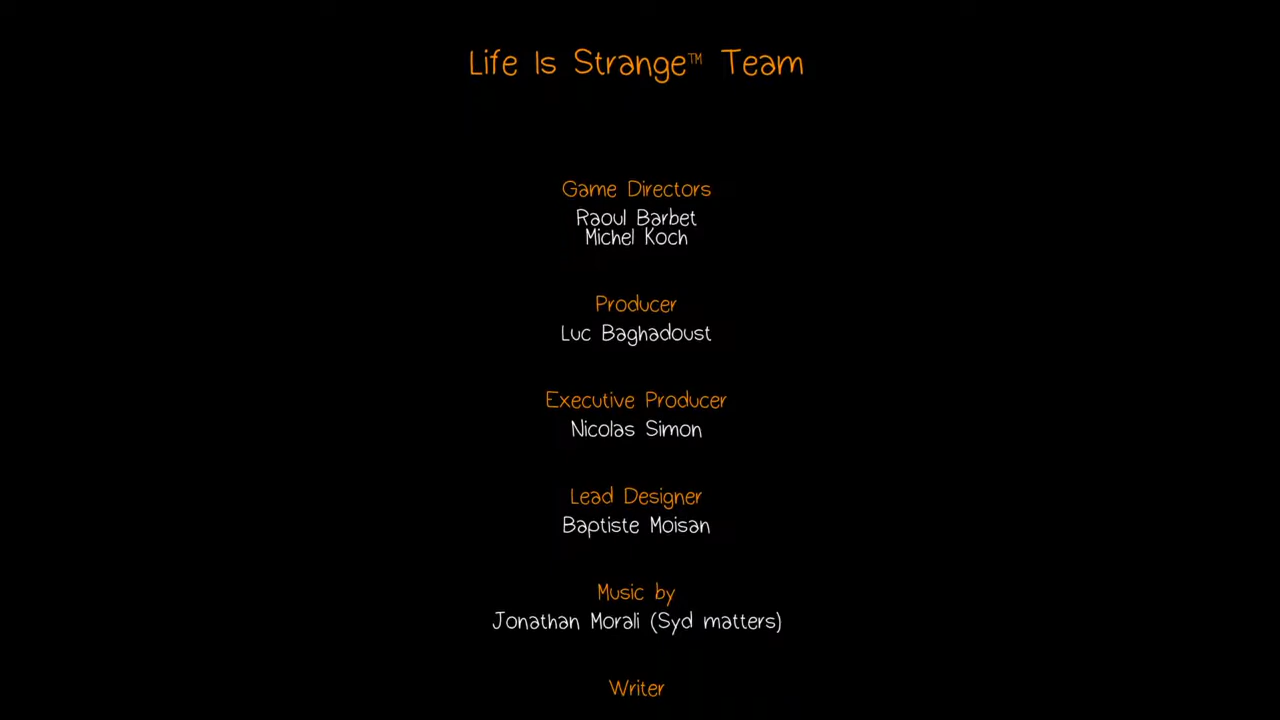 Life Is Strange™ Team
Game Directors
Raoul Barbet
Michel Koch
Producer
Luc Baghadoust
Executive Producer
Nicolas Simon
Lead Designer
Baptiste Moisan
Music by
Jonathan Morali (Syd matters)
Writer